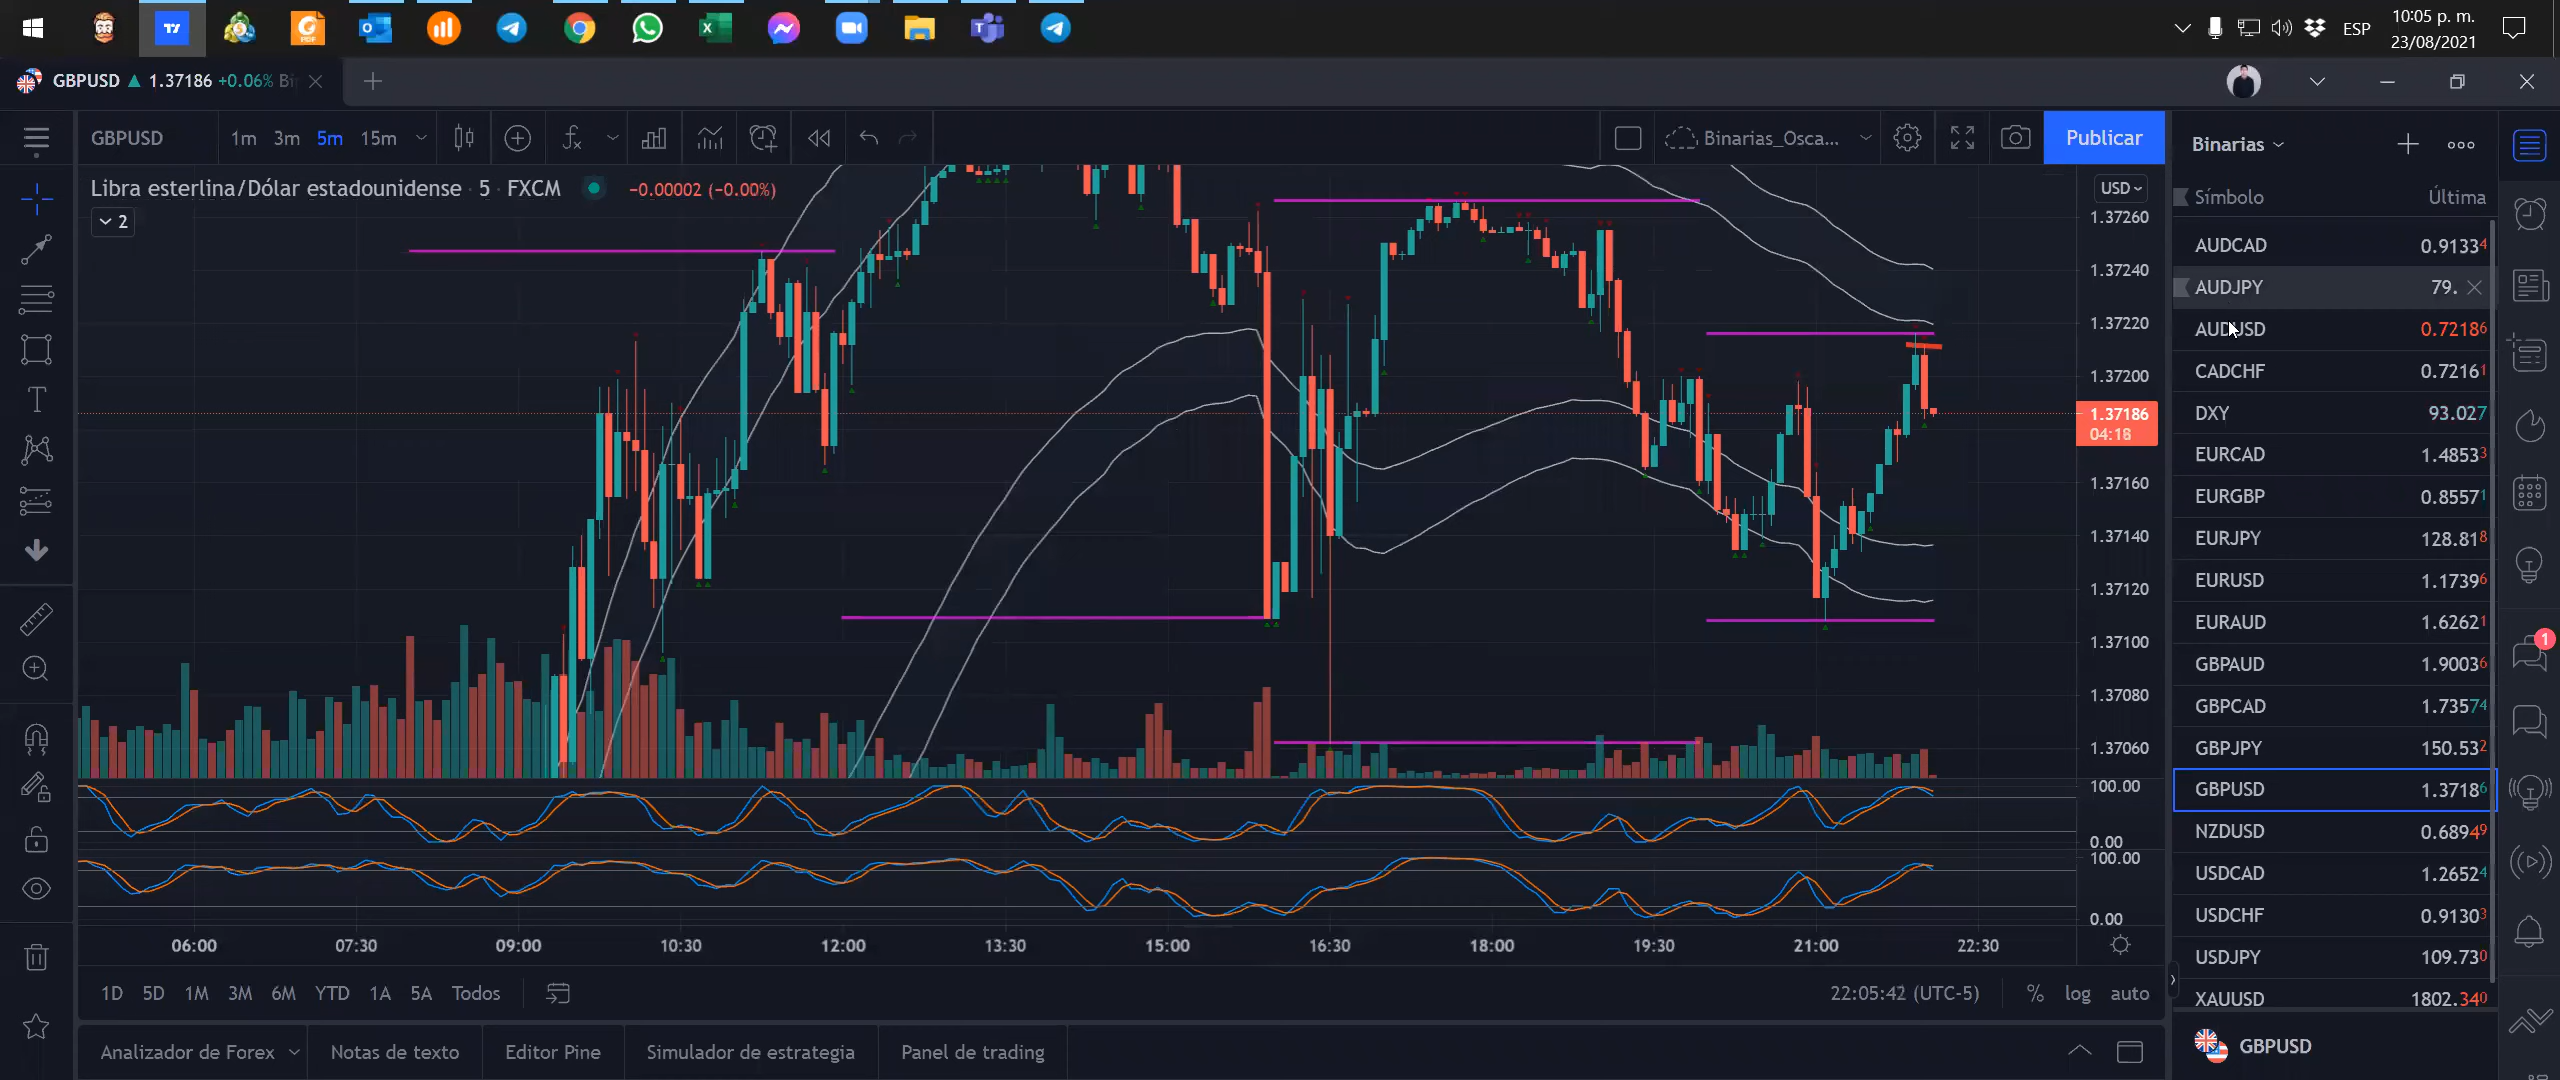 ESP
10:05 p. m.
23/08/2021
GBPUSD ▲ 1.37186 +0.06% Bi
GBPUSD 1m 3m 5m 15m
Binarias_Osca...
Publicar
Binarias
Libra esterlina/Dólar estadounidense · 5 · FXCM −0.00002 (−0.00%)
2
USD
1.37260
1.37240
1.37220
1.37200
1.37186
04:18
1.37160
1.37140
1.37120
1.37100
1.37080
1.37060
100.00
0.00
100.00
0.00
06:00 07:30 09:00 10:30 12:00 13:30 15:00 16:30 18:00 19:30 21:00 22:30
1D 5D 1M 3M 6M YTD 1A 5A Todos
22:05:42 (UTC-5) % log auto
Analizador de Forex Notas de texto Editor Pine Simulador de estrategia Panel de trading
Símbolo Última
AUDCAD 0.91334
AUDJPY 79.
AUDUSD 0.72186
CADCHF 0.72161
DXY 93.027
EURCAD 1.48533
EURGBP 0.85571
EURJPY 128.818
EURUSD 1.17396
EURAUD 1.62621
GBPAUD 1.90036
GBPCAD 1.73574
GBPJPY 150.532
GBPUSD 1.37186
NZDUSD 0.68949
USDCAD 1.26524
USDCHF 0.91303
USDJPY 109.730
XAUUSD 1802.340
GBPUSD
1